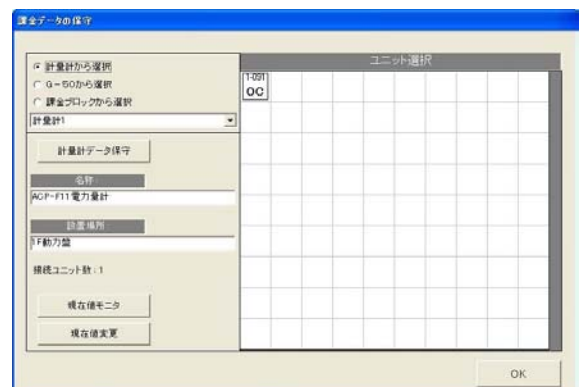 課金データの保守
計量計から選択
G-50から選択
課金ブロックから選択
計量計1
計量計データ保守
名称
ACP-F11電力量計
設置場所
1F動力盤
接続ユニット数:1
現在値モニタ
現在値変更
ユニット選択
1-091
OC
OK